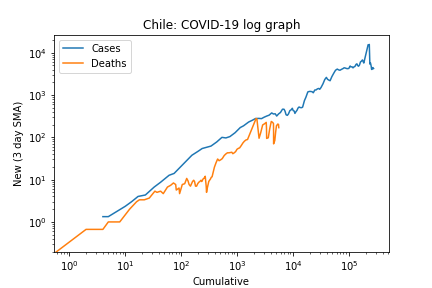 Chile: COVID-19 log graph
Cases
Deaths
New (3 day SMA)
10⁴
10³
10²
10¹
10⁰
10⁰ 10¹ 10² 10³ 10⁴ 10⁵
Cumulative